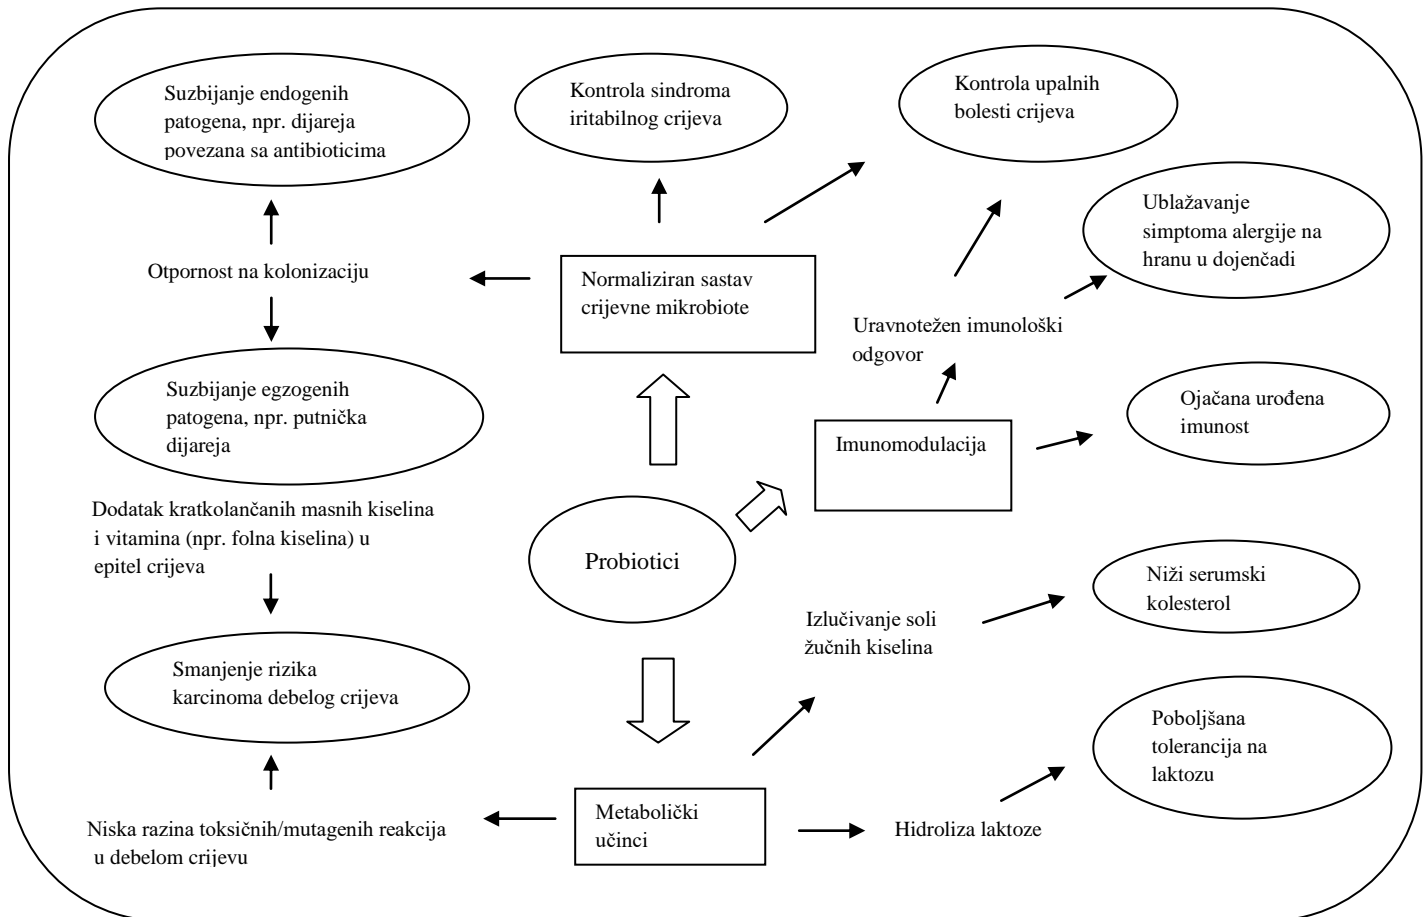 Suzbijanje endogenih
patogena, npr. dijareja
povezana sa antibioticima
Kontrola sindroma
iritabilnog crijeva
Kontrola upalnih
bolesti crijeva
Ublažavanje
simptoma alergije na
hranu u dojenčadi
Otpornost na kolonizaciju
Normaliziran sastav
crijevne mikrobiote
Uravnotežen imunološki
odgovor
Suzbijanje egzogenih
patogena, npr. putnička
dijareja
Imunomodulacija
Ojačana urođena
imunost
Dodatak kratkolančanih masnih kiselina
i vitamina (npr. folna kiselina) u
epitel crijeva
Probiotici
Niži serumski
kolesterol
Izlučivanje soli
žučnih kiselina
Smanjenje rizika
karcinoma debelog crijeva
Poboljšana
tolerancija na
laktozu
Metabolički
učinci
Niska razina toksičnih/mutagenih reakcija
u debelom crijevu
Hidroliza laktoze